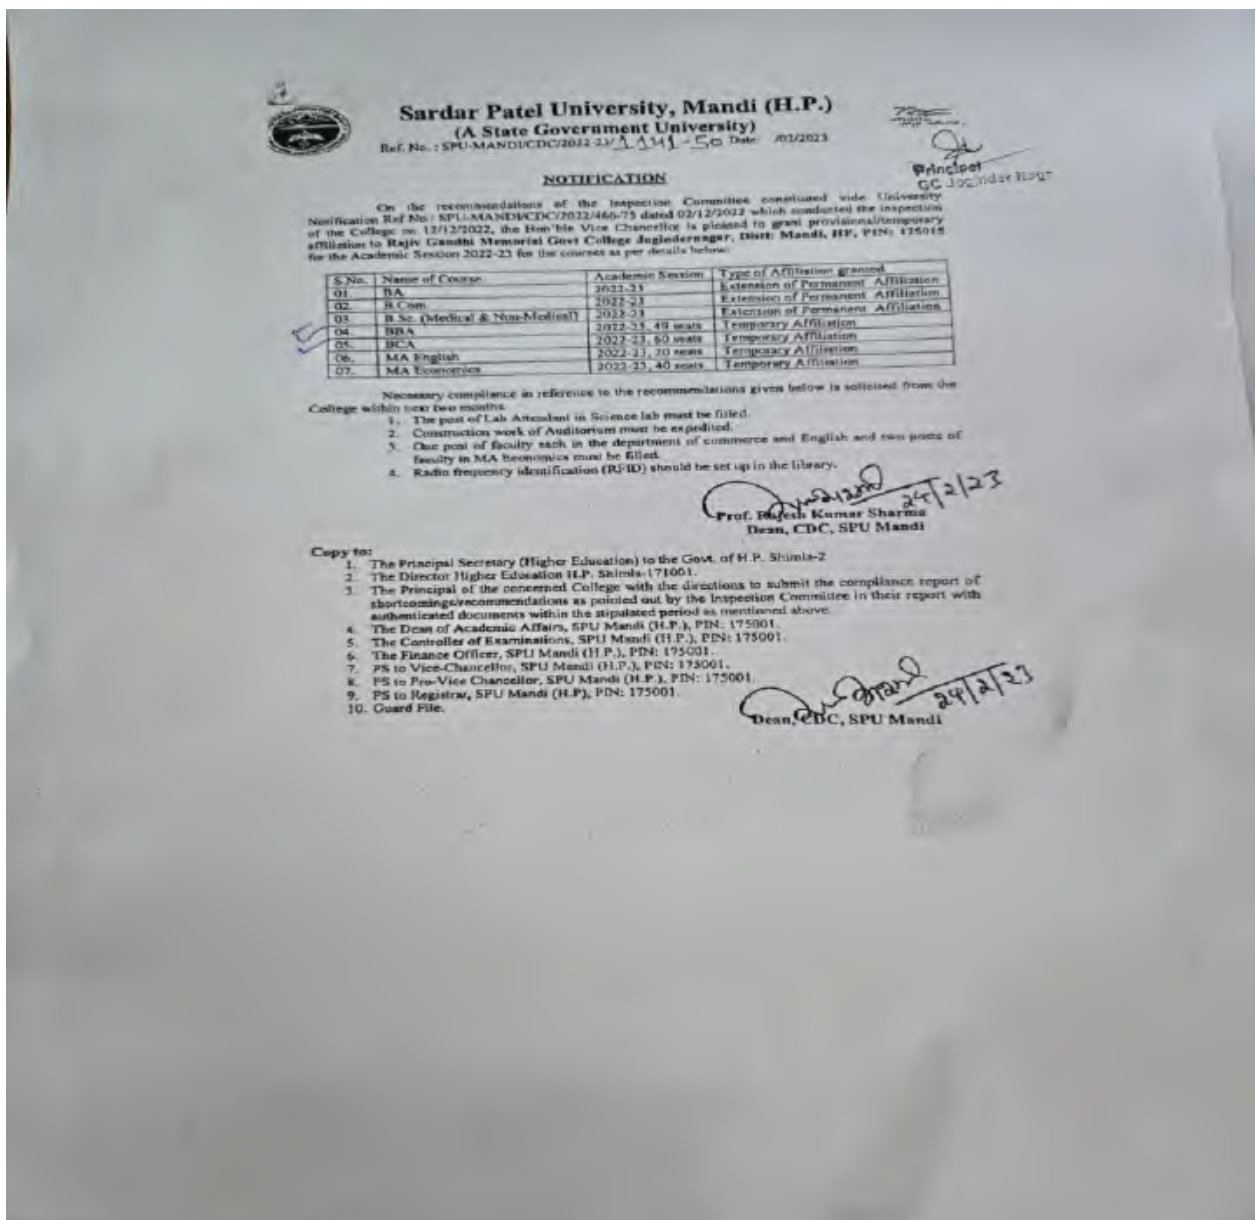 Sardar Patel University, Mandi (H.P.)
(A State Government University)
Ref. No. : SPU-MANDI/CDC/2022-23/1141-50 Date: /02/2023
Principal
GC Joginder Nagar
NOTIFICATION
On the recommendations of the Inspection Committee constituted vide University
Notification Ref No: SPU-MANDI/CDC/2022/466-75 dated 02/12/2022 which conducted the inspection
of the College on 12/12/2022, the Hon'ble Vice Chancellor is pleased to grant provisional/temporary
affiliation to Rajiv Gandhi Memorial Govt College Jogindernagar, Distt: Mandi, HP, PIN: 175015
for the Academic Session 2022-23 for the courses as per details below:
S.No. Name of Course Academic Session Type of Affiliation granted
01. BA 2022-23 Extension of Permanent Affiliation
02. B.Com. 2022-23 Extension of Permanent Affiliation
03. B.Sc. (Medical & Non-Medical) 2022-23 Extension of Permanent Affiliation
04 BBA 2022-23, 40 seats Temporary Affiliation
05. BCA 2022-23, 60 seats Temporary Affiliation
06. MA English 2022-23, 20 seats Temporary Affiliation
07. MA Economics 2022-23, 40 seats Temporary Affiliation
Necessary compliance in reference to the recommendations given below is solicited from the
College within next two months.
1. The post of Lab Attendant in Science lab must be filled.
2. Construction work of Auditorium must be expedited.
3. One post of faculty each in the department of commerce and English and two posts of
faculty in MA Economics must be filled.
4. Radio frequency identification (RFID) should be set up in the library.
24/2/23
Prof. Rajesh Kumar Sharma
Dean, CDC, SPU Mandi
Copy to:
1. The Principal Secretary (Higher Education) to the Govt. of H.P. Shimla-2
2. The Director Higher Education H.P. Shimla-171001.
3. The Principal of the concerned College with the directions to submit the compliance report of
shortcomings/recommendations as pointed out by the Inspection Committee in their report with
authenticated documents within the stipulated period as mentioned above.
4. The Dean of Academic Affairs, SPU Mandi (H.P.), PIN: 175001.
5. The Controller of Examinations, SPU Mandi (H.P.), PIN: 175001.
6. The Finance Officer, SPU Mandi (H.P.), PIN: 175001.
7. PS to Vice-Chancellor, SPU Mandi (H.P.), PIN: 175001.
8. PS to Pro-Vice Chancellor, SPU Mandi (H.P.), PIN: 175001.
9. PS to Registrar, SPU Mandi (H.P), PIN: 175001.
10. Guard File.
24/2/23
Dean, CDC, SPU Mandi